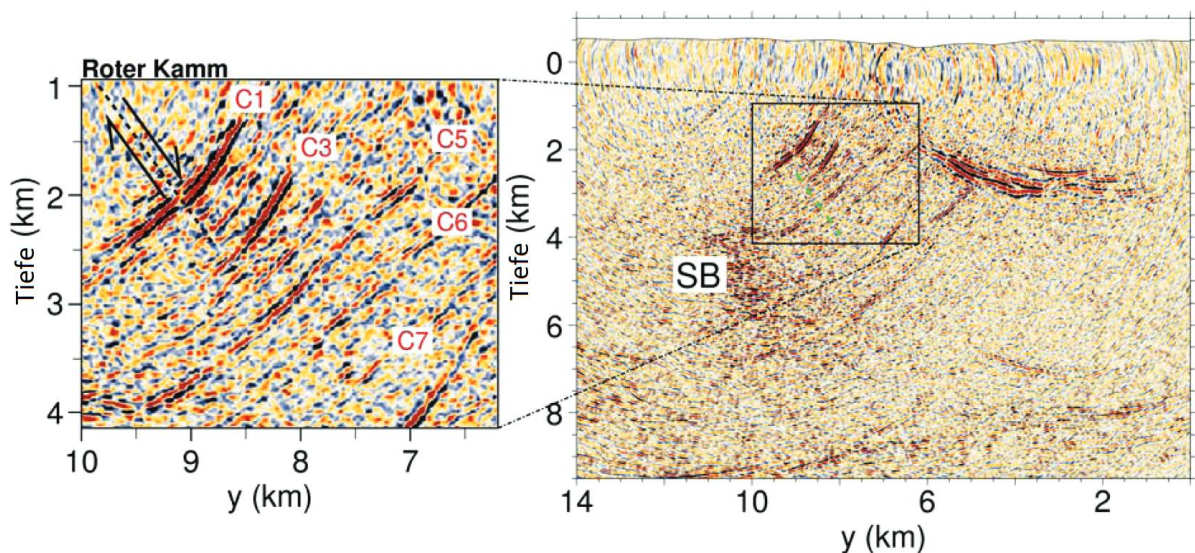 Roter Kamm
1
2
3
4
Tiefe (km)
C1
C3
C5
C6
C7
10 9 8 7
y (km)
0
2
4
6
8
Tiefe (km)
SB
14 10 6 2
y (km)